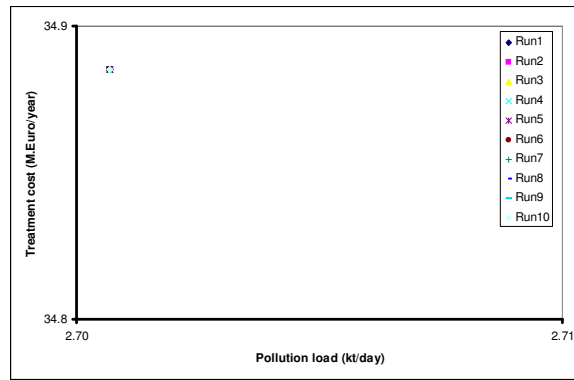 34.9
Treatment cost (M.Euro/year)
34.8
2.70
2.71
Pollution load (kt/day)
Run1
Run2
Run3
Run4
Run5
Run6
Run7
Run8
Run9
Run10